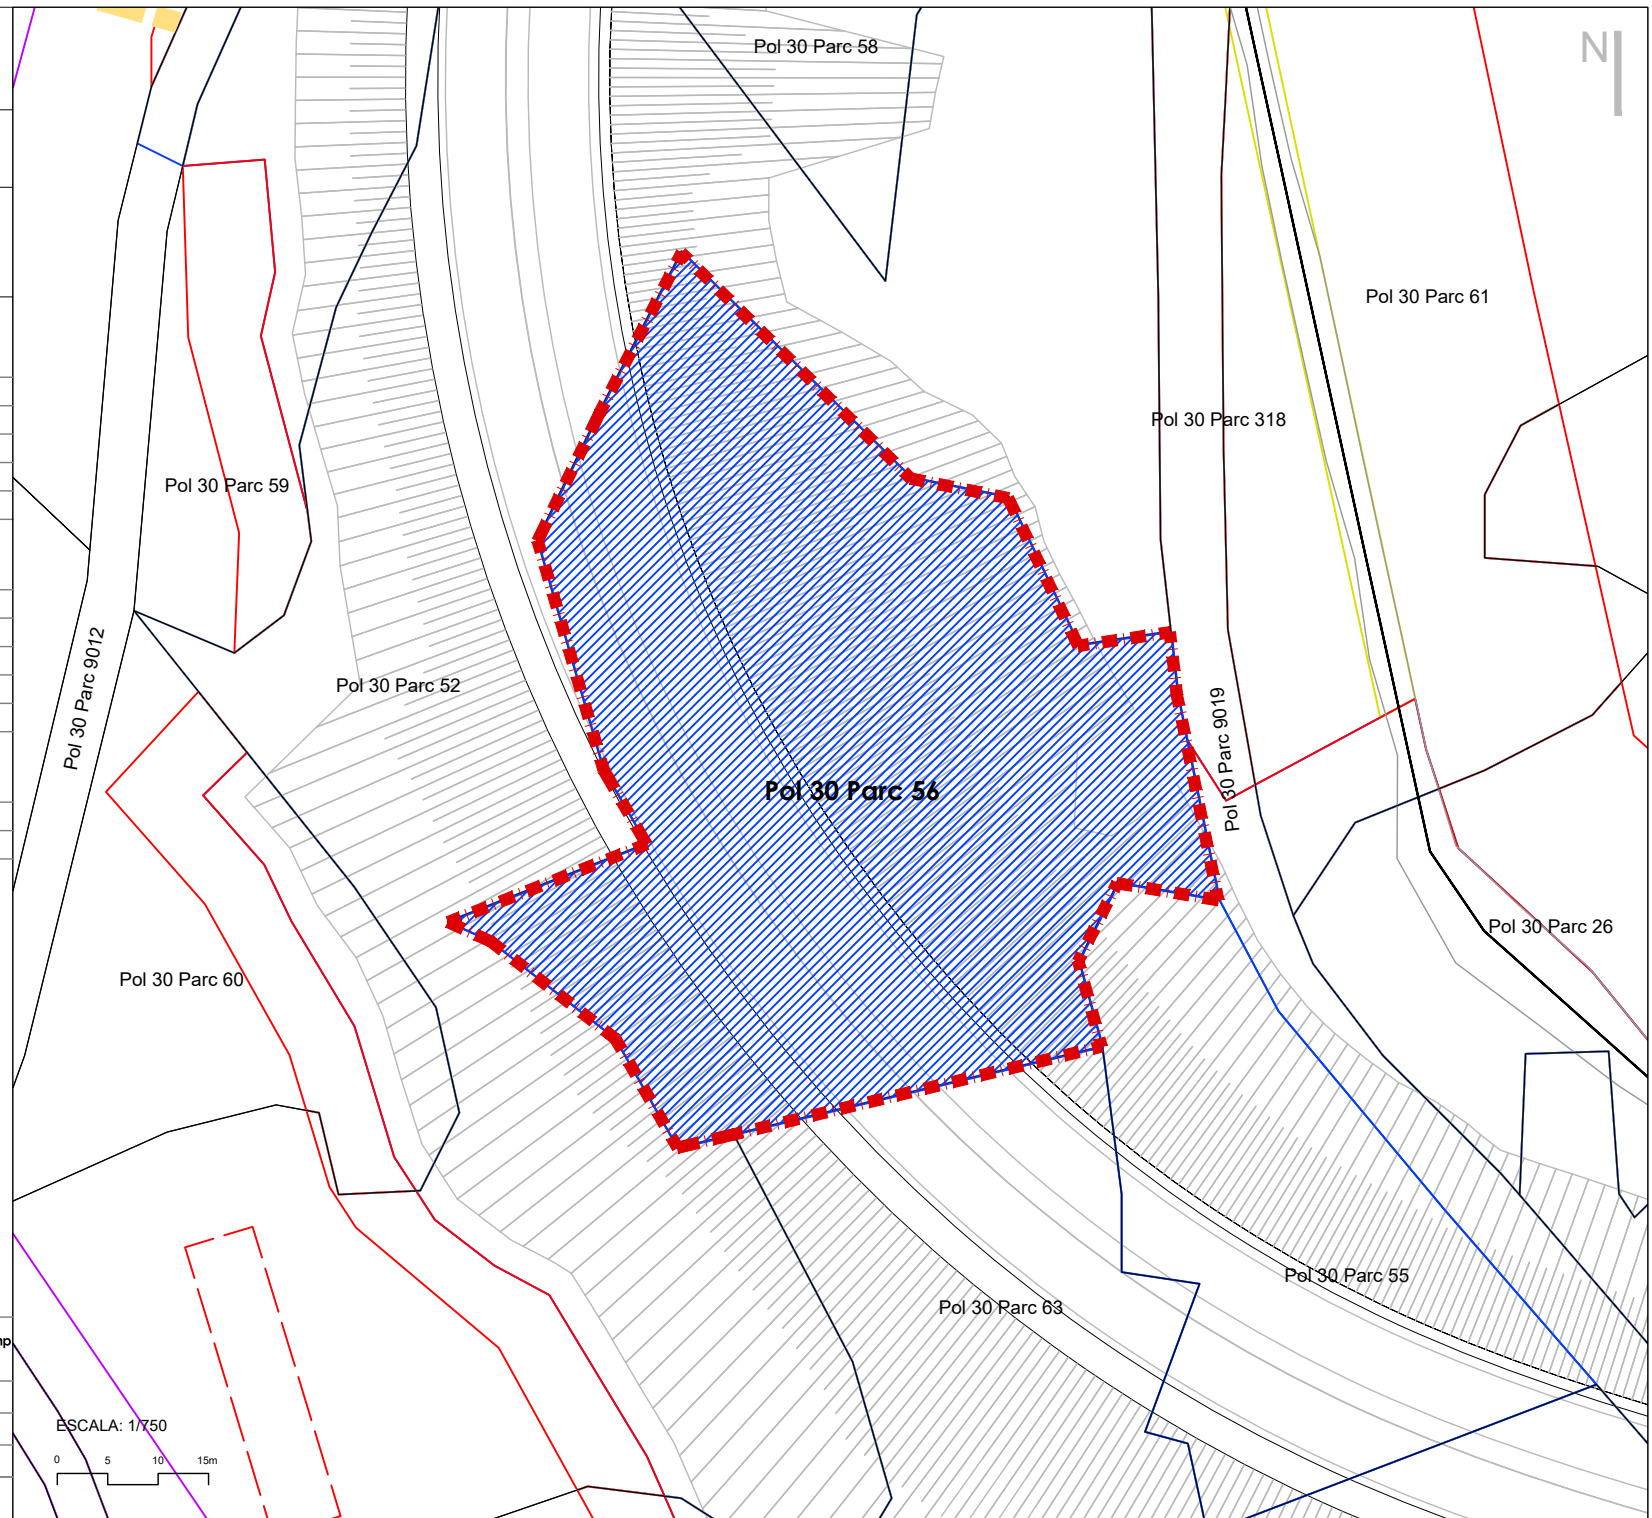 Pol 30 Parc 58
N
Pol 30 Parc 61
Pol 30 Parc 318
Pol 30 Parc 59
Pol 30 Parc 9012
Pol 30 Parc 52
Pol 30 Parc 9019
Pol 30 Parc 56
Pol 30 Parc 26
Pol 30 Parc 60
Pol 30 Parc 55
Pol 30 Parc 63
ESCALA: 1/750
0 5 10 15m